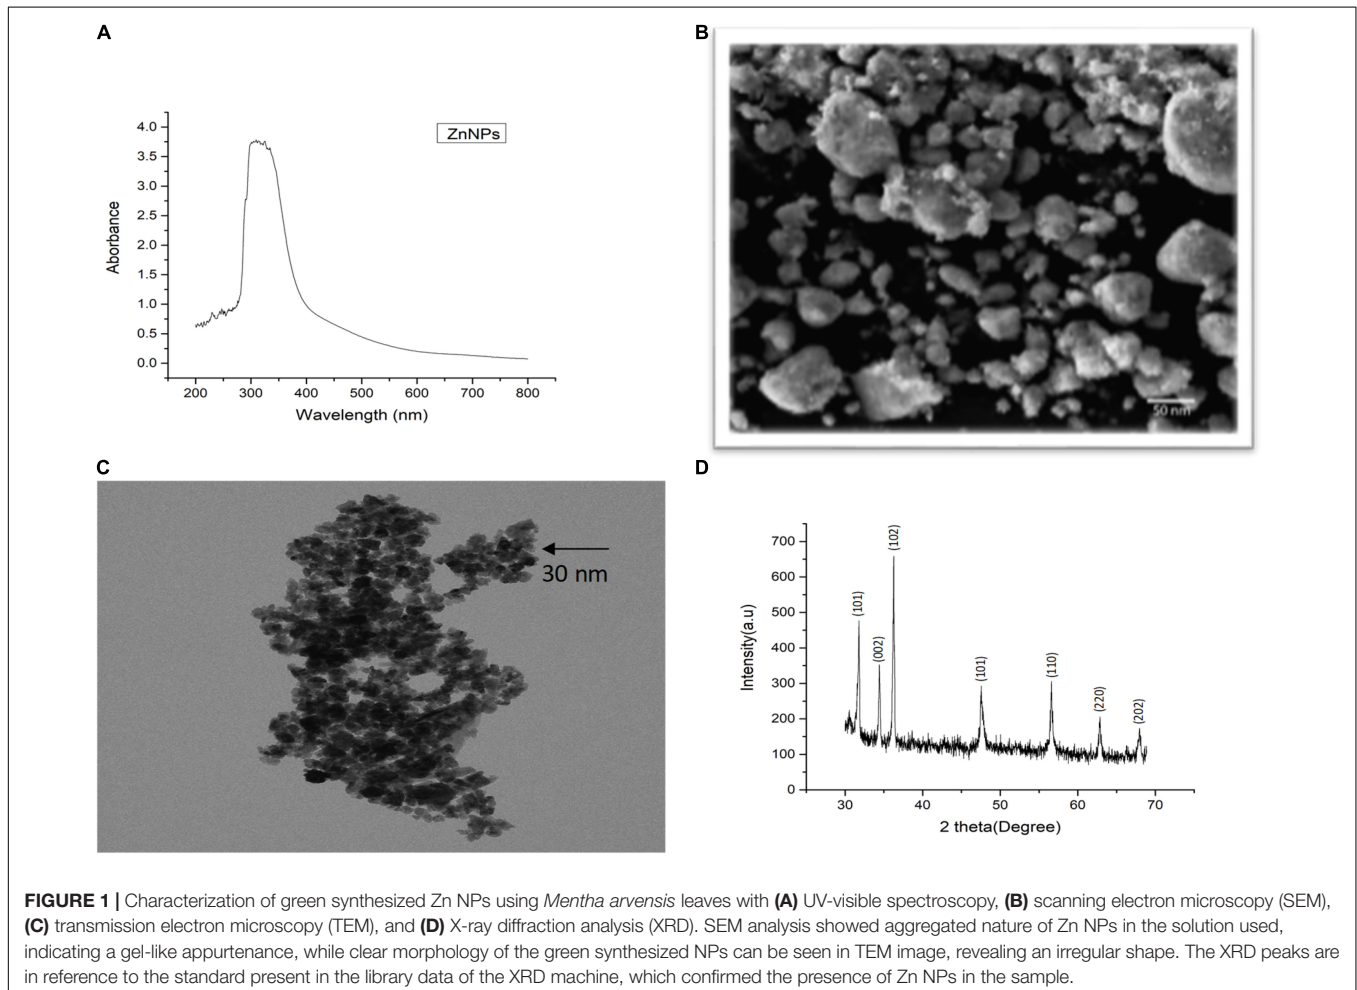 A
ZnNPs
4.0
3.5
3.0
2.5
2.0
1.5
1.0
0.5
0.0
Absorbance
200 300 400 500 600 700 800
Wavelength (nm)
B
50 nm
C
30 nm
D
700
600
500
400
300
200
100
0
Intensity(a.u)
(101)
(002)
(102)
(101)
(110)
(220)
(202)
30 40 50 60 70
2 theta(Degree)
FIGURE 1 | Characterization of green synthesized Zn NPs using Mentha arvensis leaves with (A) UV-visible spectroscopy, (B) scanning electron microscopy (SEM),
(C) transmission electron microscopy (TEM), and (D) X-ray diffraction analysis (XRD). SEM analysis showed aggregated nature of Zn NPs in the solution used,
indicating a gel-like appurtenance, while clear morphology of the green synthesized NPs can be seen in TEM image, revealing an irregular shape. The XRD peaks are
in reference to the standard present in the library data of the XRD machine, which confirmed the presence of Zn NPs in the sample.